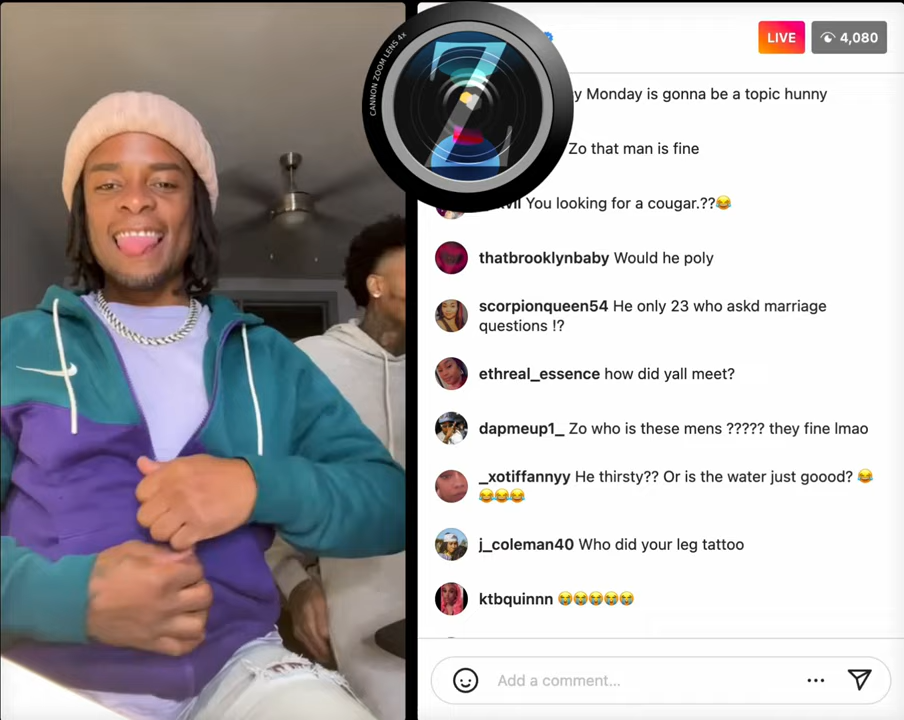 CANNON ZOOM LENS 4x
Z
LIVE
4,080
y Monday is gonna be a topic hunny
Zo that man is fine
You looking for a cougar.??😂
thatbrooklynbaby Would he poly
scorpionqueen54 He only 23 who askd marriage
questions !?
ethreal_essence how did yall meet?
dapmeup1_ Zo who is these mens ????? they fine lmao
_xotiffannyy He thirsty?? Or is the water just goood? 😂
😂😂😂
j_coleman40 Who did your leg tattoo
ktbquinnn 😭😭😭😭😭
Add a comment...